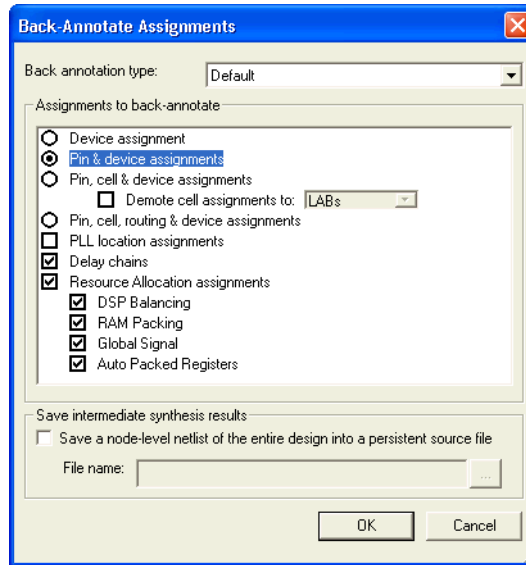 Back-Annotate Assignments
Back annotation type: Default
Assignments to back-annotate
Device assignment
Pin & device assignments
Pin, cell & device assignments
Demote cell assignments to: LABs
Pin, cell, routing & device assignments
PLL location assignments
Delay chains
Resource Allocation assignments
DSP Balancing
RAM Packing
Global Signal
Auto Packed Registers
Save intermediate synthesis results
Save a node-level netlist of the entire design into a persistent source file
File name: ...
OK Cancel